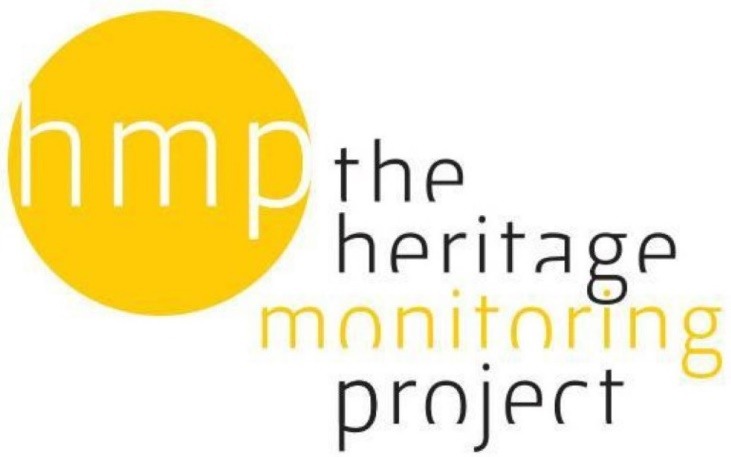 hmp
the
heritage
monitoring
project